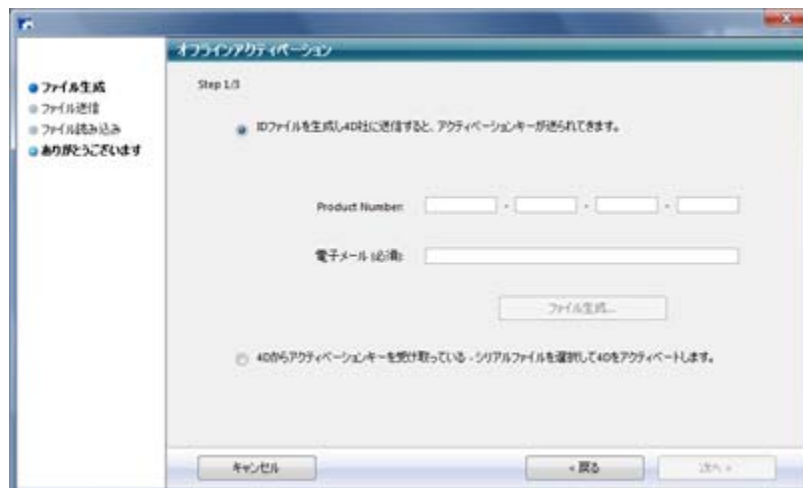 オフラインアクティベーション
ファイル生成
ファイル送信
ファイル読み込み
ありがとうございます
Step 1/3
IDファイルを生成し4D社に送信すると、アクティベーションキーが送られてきます。
Product Number: - - -
電子メール (必須):
ファイル生成...
4Dからアクティベーションキーを受け取っている - シリアルファイルを選択して4Dをアクティベートします。
キャンセル
< 戻る
次へ >